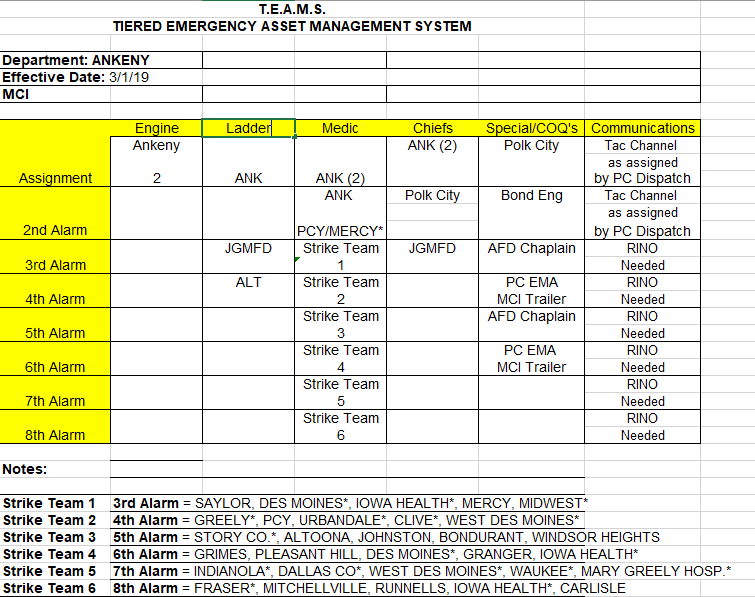 T.E.A.M.S.
TIERED EMERGENCY ASSET MANAGEMENT SYSTEM
Department: ANKENY
Effective Date: 3/1/19
MCI
Engine Ladder Medic Chiefs Special/COQ's Communications
Ankeny ANK (2) Polk City Tac Channel
as assigned
Assignment 2 ANK ANK (2) by PC Dispatch
ANK Polk City Bond Eng Tac Channel
as assigned
2nd Alarm PCY/MERCY* by PC Dispatch
JGMFD Strike Team JGMFD AFD Chaplain RINO
3rd Alarm 1 Needed
ALT Strike Team PC EMA RINO
4th Alarm 2 MCI Trailer Needed
Strike Team AFD Chaplain RINO
5th Alarm 3 Needed
Strike Team PC EMA RINO
6th Alarm 4 MCI Trailer Needed
Strike Team RINO
7th Alarm 5 Needed
Strike Team RINO
8th Alarm 6 Needed
Notes:
Strike Team 1 3rd Alarm = SAYLOR, DES MOINES*, IOWA HEALTH*, MERCY, MIDWEST*
Strike Team 2 4th Alarm = GREELY*, PCY, URBANDALE*, CLIVE*, WEST DES MOINES*
Strike Team 3 5th Alarm = STORY CO.*, ALTOONA, JOHNSTON, BONDURANT, WINDSOR HEIGHTS
Strike Team 4 6th Alarm = GRIMES, PLEASANT HILL, DES MOINES*, GRANGER, IOWA HEALTH*
Strike Team 5 7th Alarm = INDIANOLA*, DALLAS CO*, WEST DES MOINES*, WAUKEE*, MARY GREELY HOSP.*
Strike Team 6 8th Alarm = FRASER*, MITCHELLVILLE, RUNNELLS, IOWA HEALTH*, CARLISLE